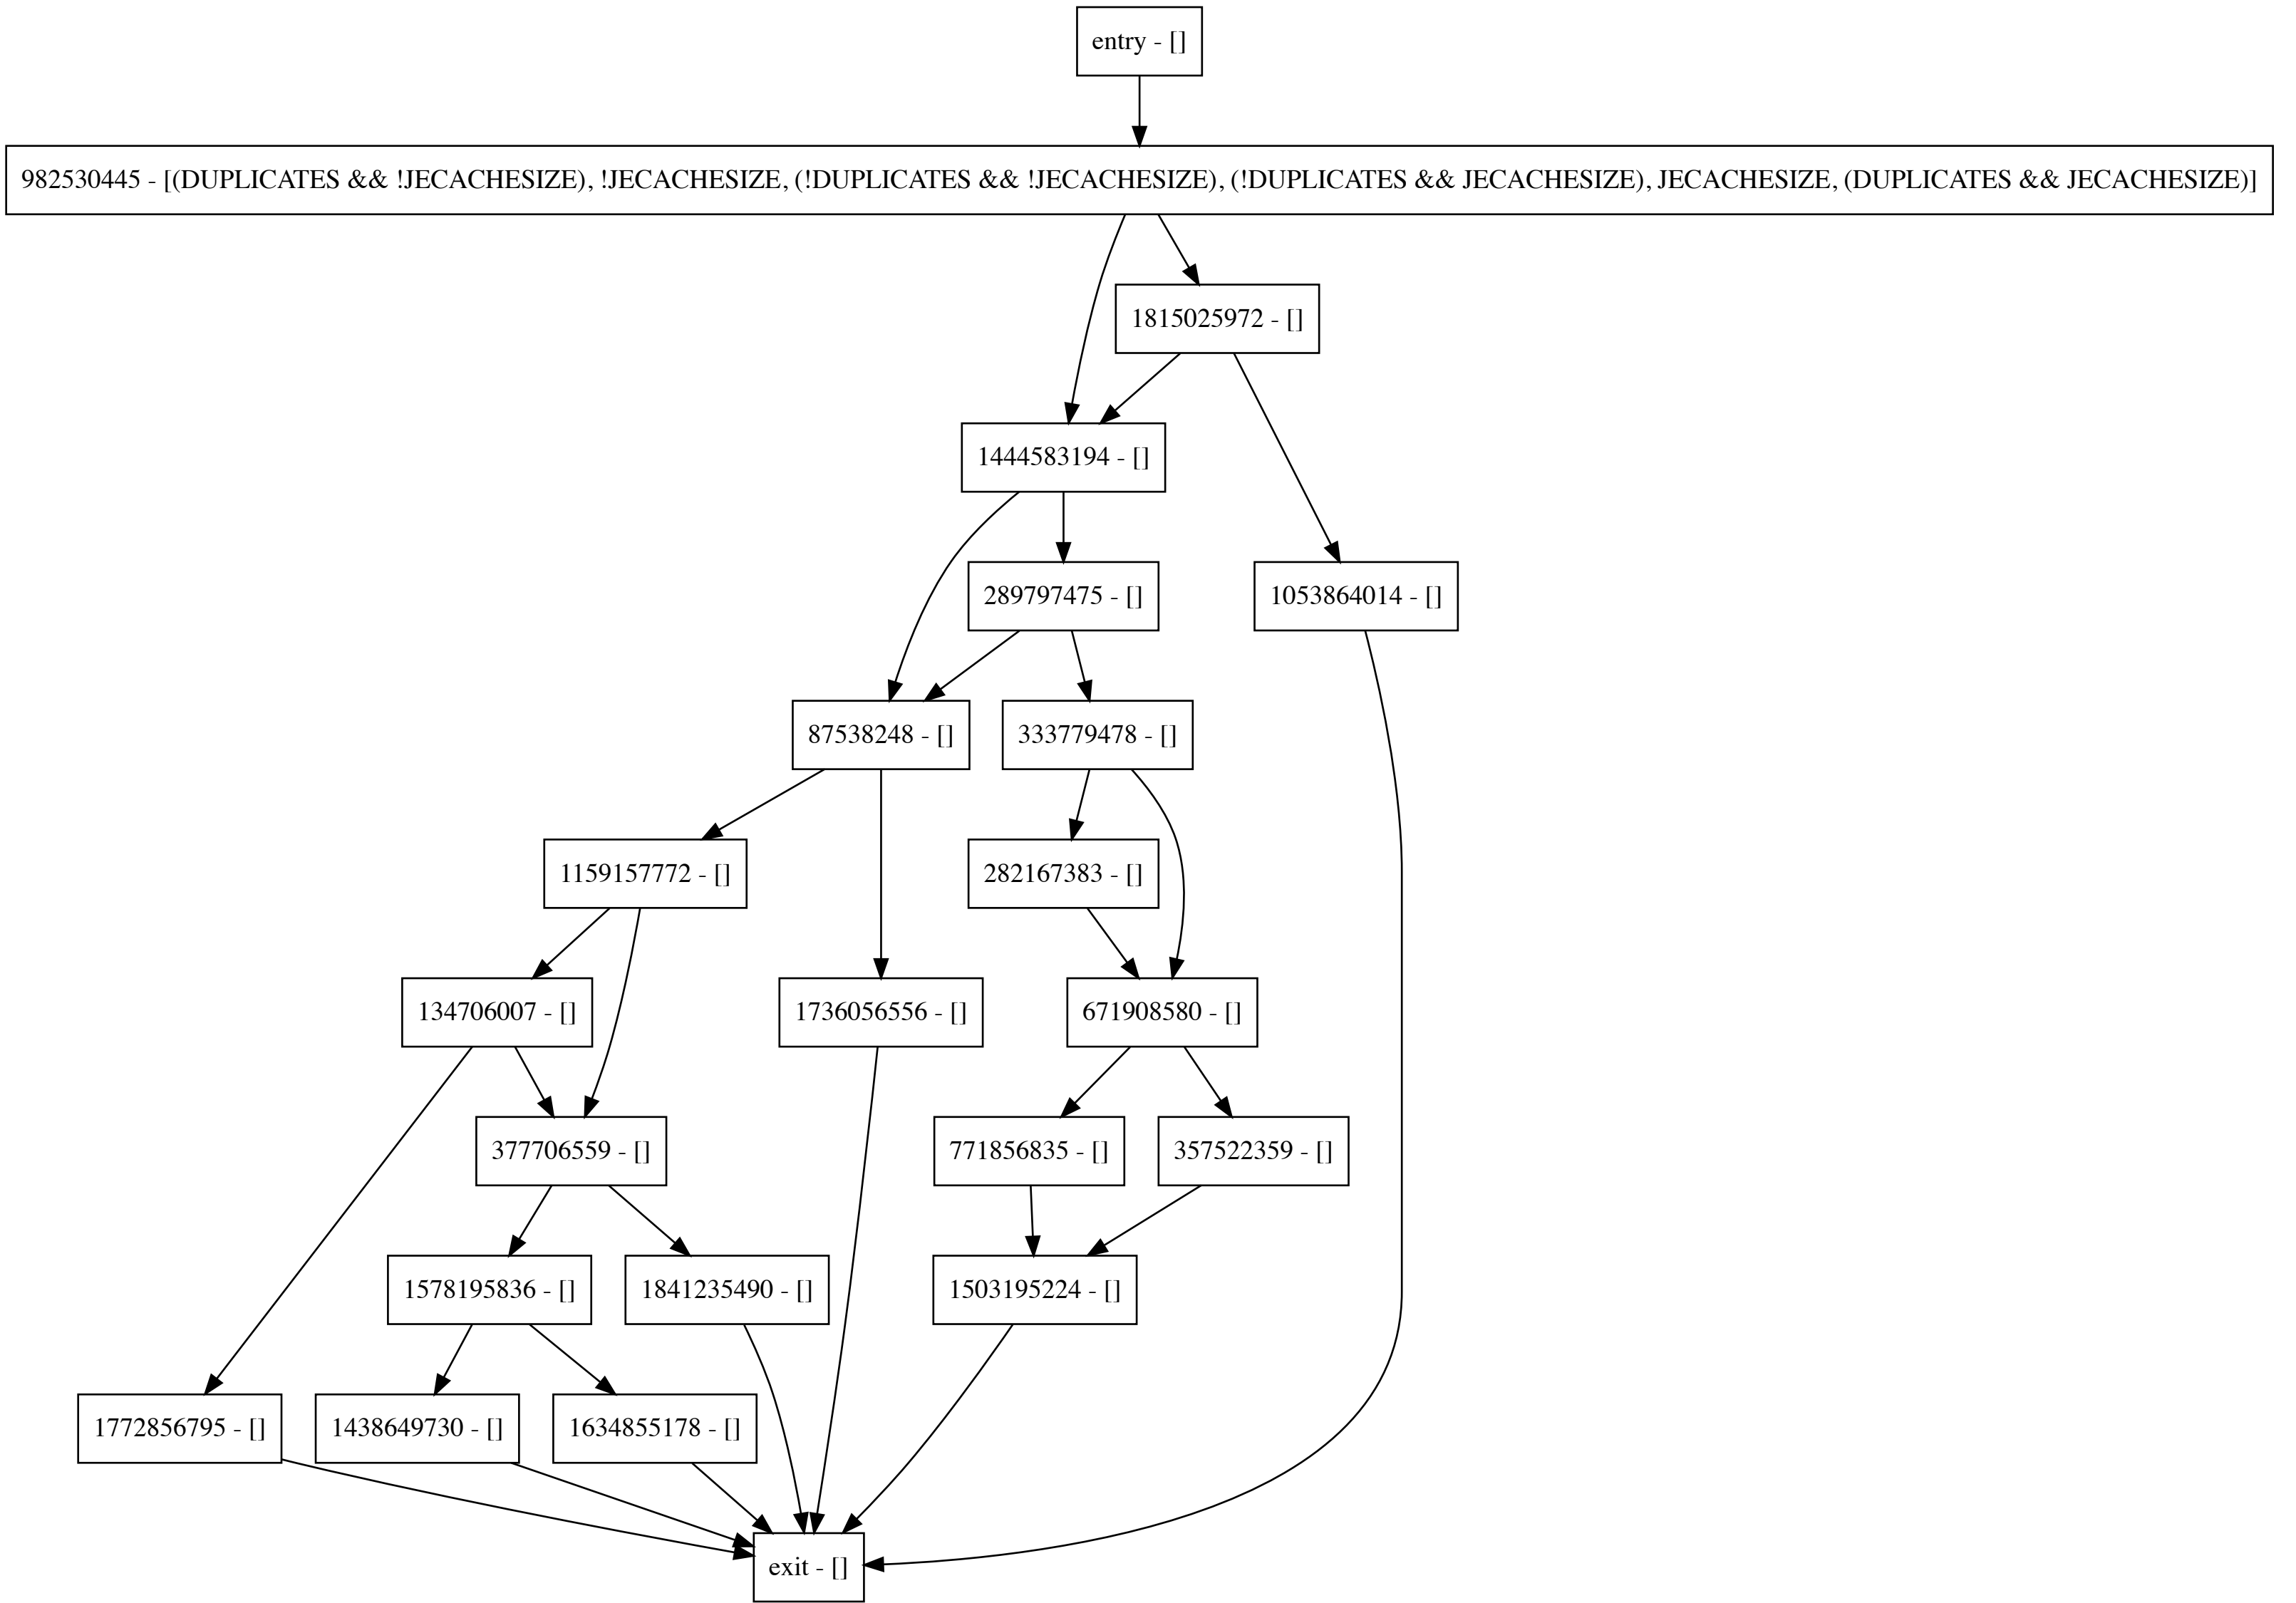 entry - []
982530445 - [(DUPLICATES && !JECACHESIZE), !JECACHESIZE, (!DUPLICATES && !JECACHESIZE), (!DUPLICATES && JECACHESIZE), JECACHESIZE, (DUPLICATES && JECACHESIZE)]
1815025972 - []
1444583194 - []
289797475 - []
1053864014 - []
87538248 - []
333779478 - []
1159157772 - []
282167383 - []
134706007 - []
1736056556 - []
671908580 - []
377706559 - []
771856835 - []
357522359 - []
1578195836 - []
1841235490 - []
1503195224 - []
1772856795 - []
1438649730 - []
1634855178 - []
exit - []